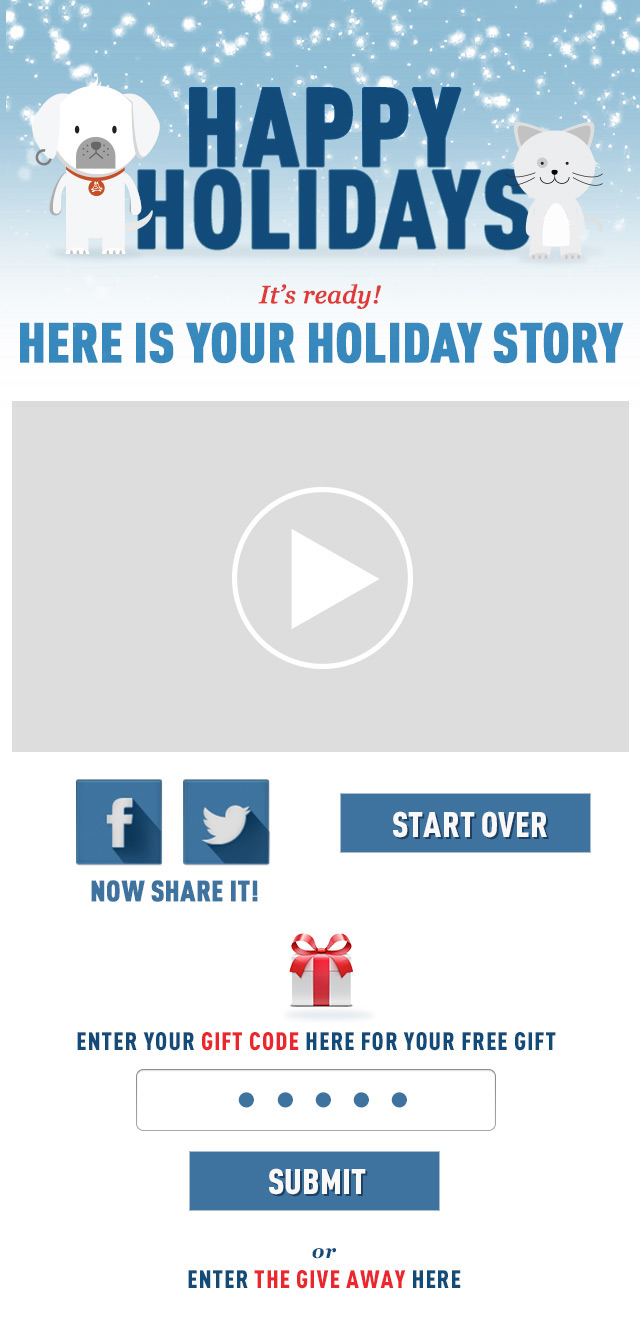 HAPPY
HOLIDAYS
It's ready!
HERE IS YOUR HOLIDAY STORY
START OVER
NOW SHARE IT!
ENTER YOUR GIFT CODE HERE FOR YOUR FREE GIFT
SUBMIT
or
ENTER THE GIVE AWAY HERE